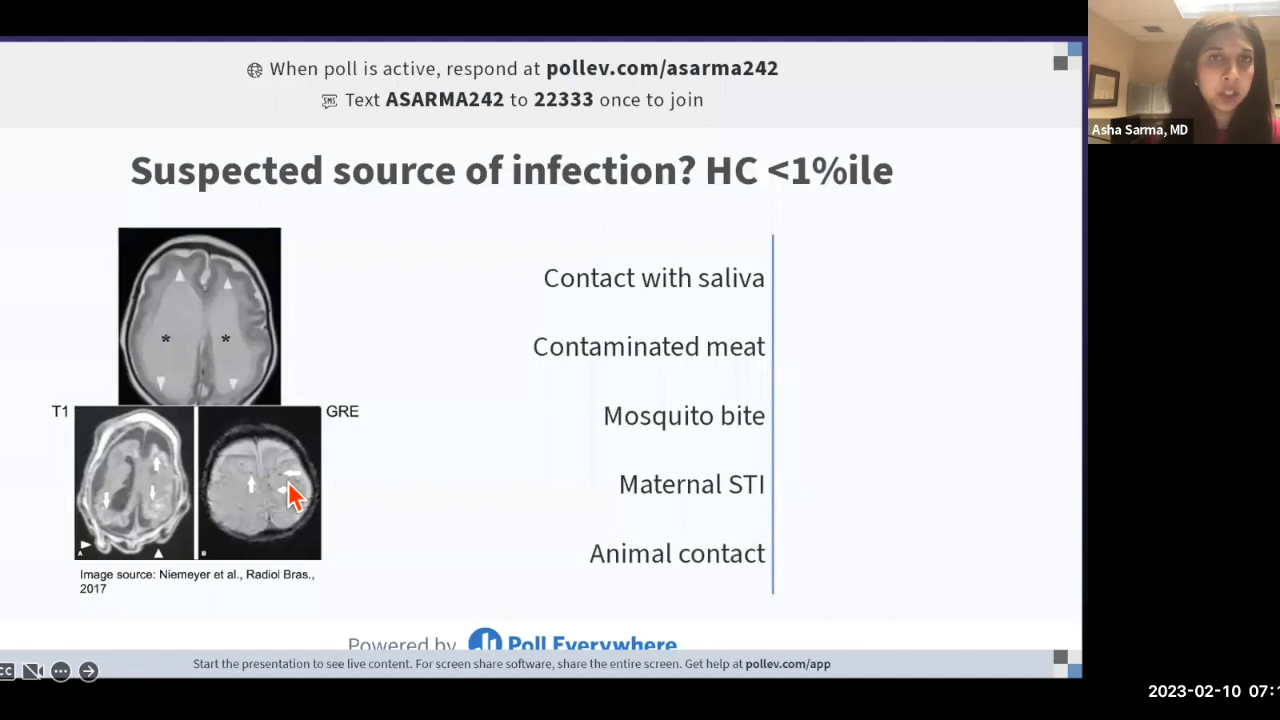 When poll is active, respond at pollev.com/asarma242
Text ASARMA242 to 22333 once to join
Asha Sarma, MD
Suspected source of infection? HC <1%ile
Contact with saliva
Contaminated meat
Mosquito bite
Maternal STI
Animal contact
*
*
T1
GRE
A
B
Image source: Niemeyer et al., Radiol Bras.,
2017
Powered by Poll Everywhere
Start the presentation to see live content. For screen share software, share the entire screen. Get help at pollev.com/app
CC
2023-02-10 07:1